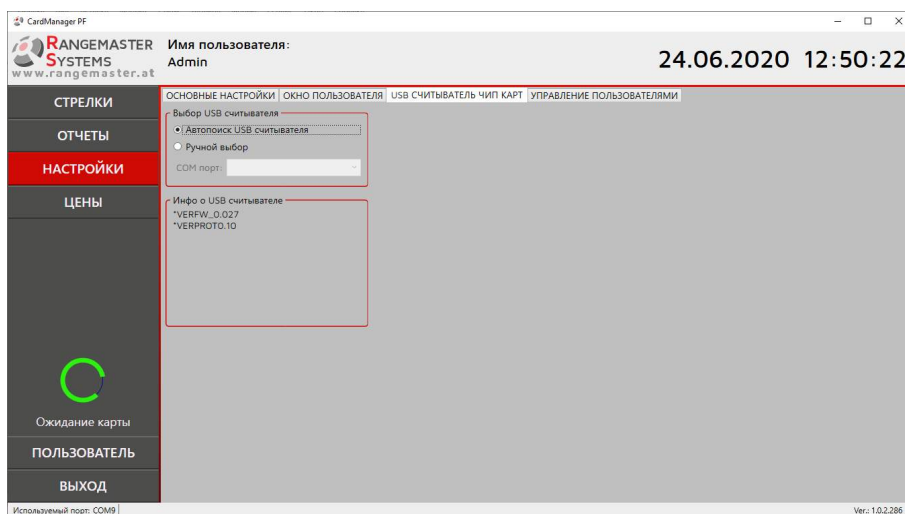 CardManager PF
RANGEMASTER
SYSTEMS
www.rangemaster.at
Имя пользователя:
Admin
24.06.2020 12:50:22
СТРЕЛКИ
ОТЧЕТЫ
НАСТРОЙКИ
ЦЕНЫ
Ожидание карты
ПОЛЬЗОВАТЕЛЬ
ВЫХОД
ОСНОВНЫЕ НАСТРОЙКИ ОКНО ПОЛЬЗОВАТЕЛЯ USB СЧИТЫВАТЕЛЬ ЧИП КАРТ УПРАВЛЕНИЕ ПОЛЬЗОВАТЕЛЯМИ
Выбор USB считывателя
Автопоиск USB считывателя
Ручной выбор
COM порт:
Инфо о USB считывателе
*VERFW_0.027
*VERPROT0.10
Используемый порт: COM9
Ver.: 1.0.2.286